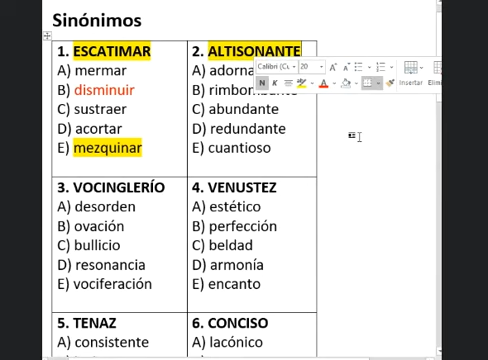 Sinónimos
1. ESCATIMAR
A) mermar
B) disminuir
C) sustraer
D) acortar
E) mezquinar
2. ALTISONANTE
A) adorna
B)
C) abundante
D) redundante
E) cuantioso
Calibri (Cu 20
N K
Insertar
3. VOCINGLERÍO
A) desorden
B) ovación
C) bullicio
D) resonancia
E) vociferación
4. VENUSTEZ
A) estético
B) perfección
C) beldad
D) armonía
E) encanto
5. TENAZ
A) consistente
6. CONCISO
A) lacónico